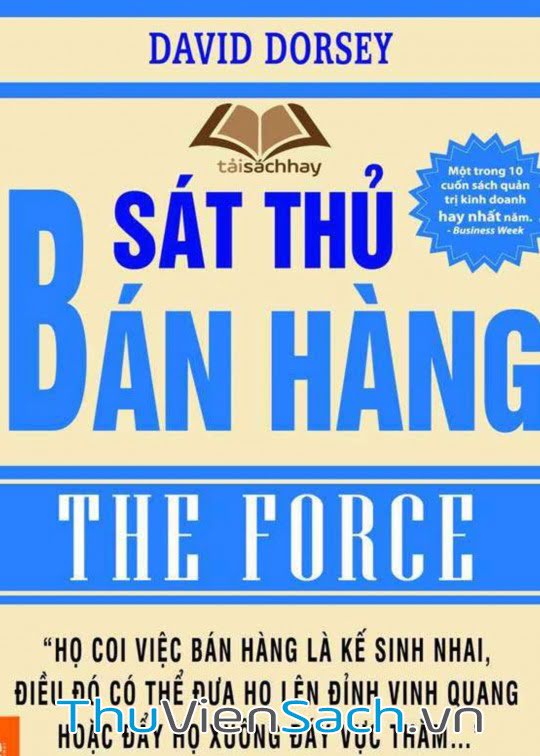 DAVID DORSEY
tảisáchhay
Một trong 10
cuốn sách quản
trị kinh doanh
hay nhất năm.
- Business Week
SÁT THỦ
BÁN HÀNG
THE FORCE
“HỌ COI VIỆC BÁN HÀNG LÀ KẾ SINH NHAI,
ĐIỀU ĐÓ CÓ THỂ ĐƯA HỌ LÊN ĐỈNH VINH QUANG
ThuVienSach.vn
HOẶC ĐẨY HỌ XUỐNG ĐÁY VỰC THẲM...”